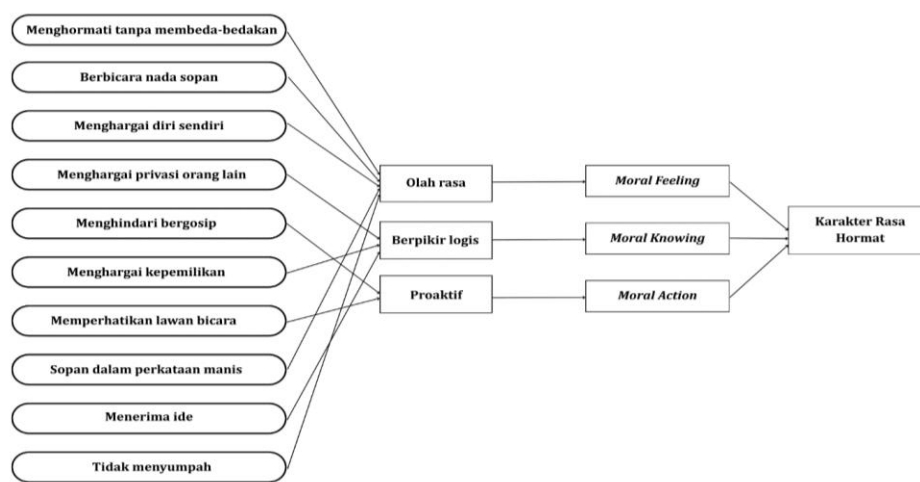 Menghormati tanpa membeda-bedakan
Berbicara nada sopan
Menghargai diri sendiri
Menghargai privasi orang lain
Menghindari bergosip
Menghargai kepemilikan
Memperhatikan lawan bicara
Sopan dalam perkataan manis
Menerima ide
Tidak menyumpah
Olah rasa
Berpikir logis
Proaktif
Moral Feeling
Moral Knowing
Moral Action
Karakter Rasa
Hormat